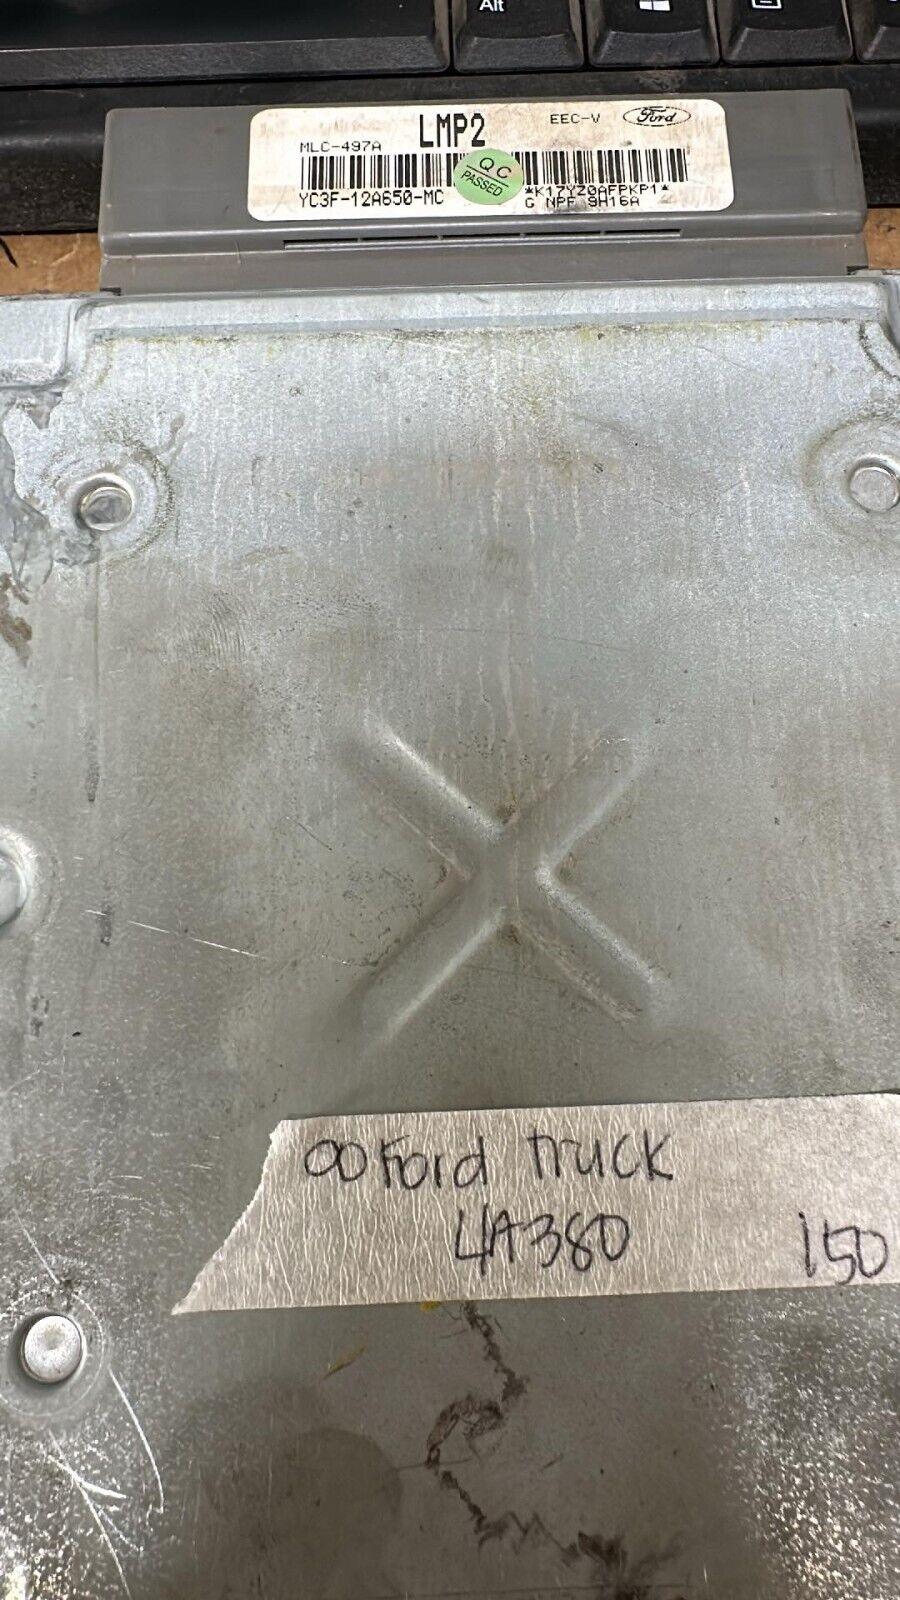 Alt
LMP2
EEC-V
Ford
MLC-497A
QC
PASSED
YC3F-12A650-MC
*K17YZ0AFPKP1*
G NPF 9H16A
00 Ford truck
4A380
150